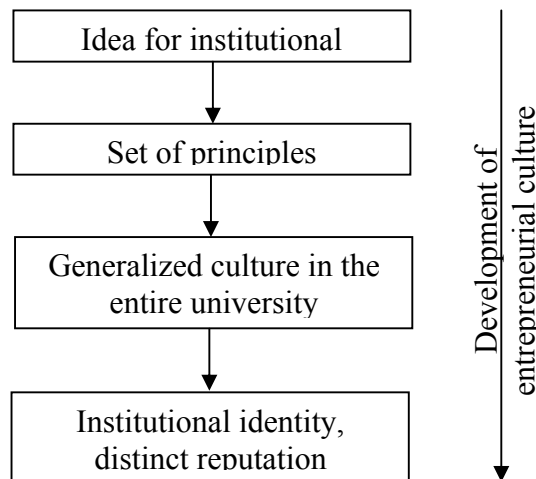 Idea for institutional
Set of principles
Generalized culture in the
entire university
Institutional identity,
distinct reputation
Development of
entrepreneurial culture